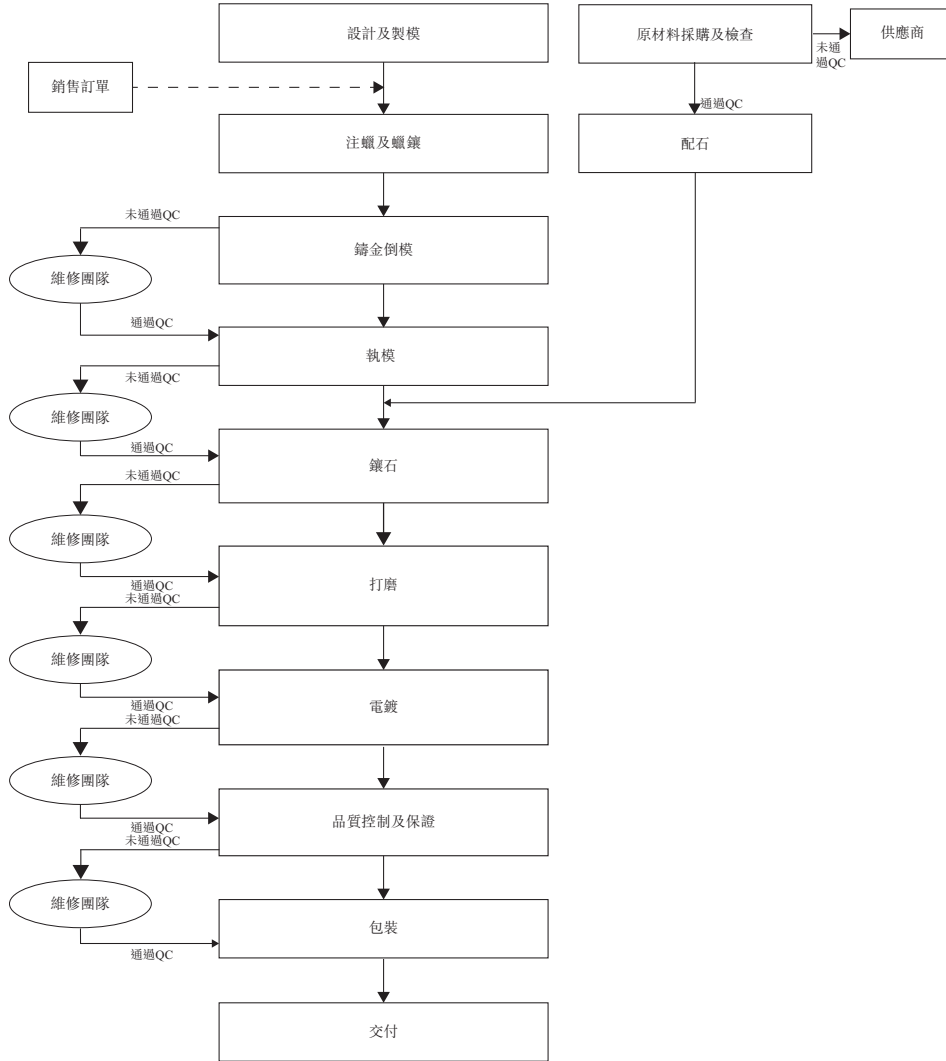 設計及製模
原材料採購及檢查
供應商
未通
過QC
銷售訂單
通過QC
注蠟及蠟鑲
配石
未通過QC
鑄金倒模
維修團隊
通過QC
執模
未通過QC
維修團隊
通過QC
鑲石
未通過QC
維修團隊
打磨
通過QC
未通過QC
維修團隊
電鍍
通過QC
未通過QC
維修團隊
品質控制及保證
通過QC
未通過QC
維修團隊
包裝
通過QC
交付